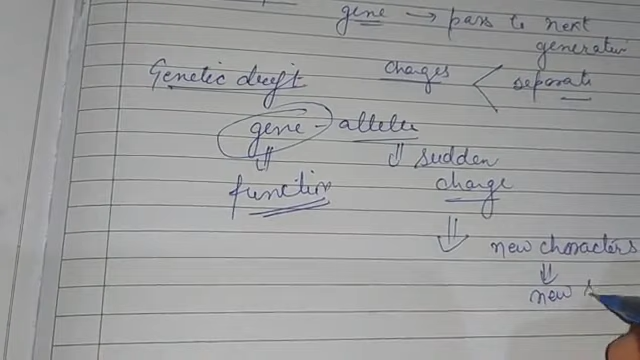 gene → pass to next
generation
Genetic drift changes
separate
gene - allele
⇓ ⇓ sudden
function change
⇓ new characters
⇓
new